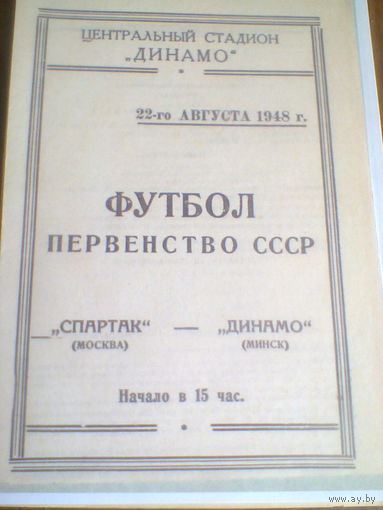 ЦЕНТРАЛЬНЫЙ СТАДИОН
„ДИНАМО“
22-го АВГУСТА 1948 г.
ФУТБОЛ
ПЕРВЕНСТВО СССР
„СПАРТАК“ — „ДИНАМО“
(МОСКВА) (МИНСК)
Начало в 15 час.
www.ay.by